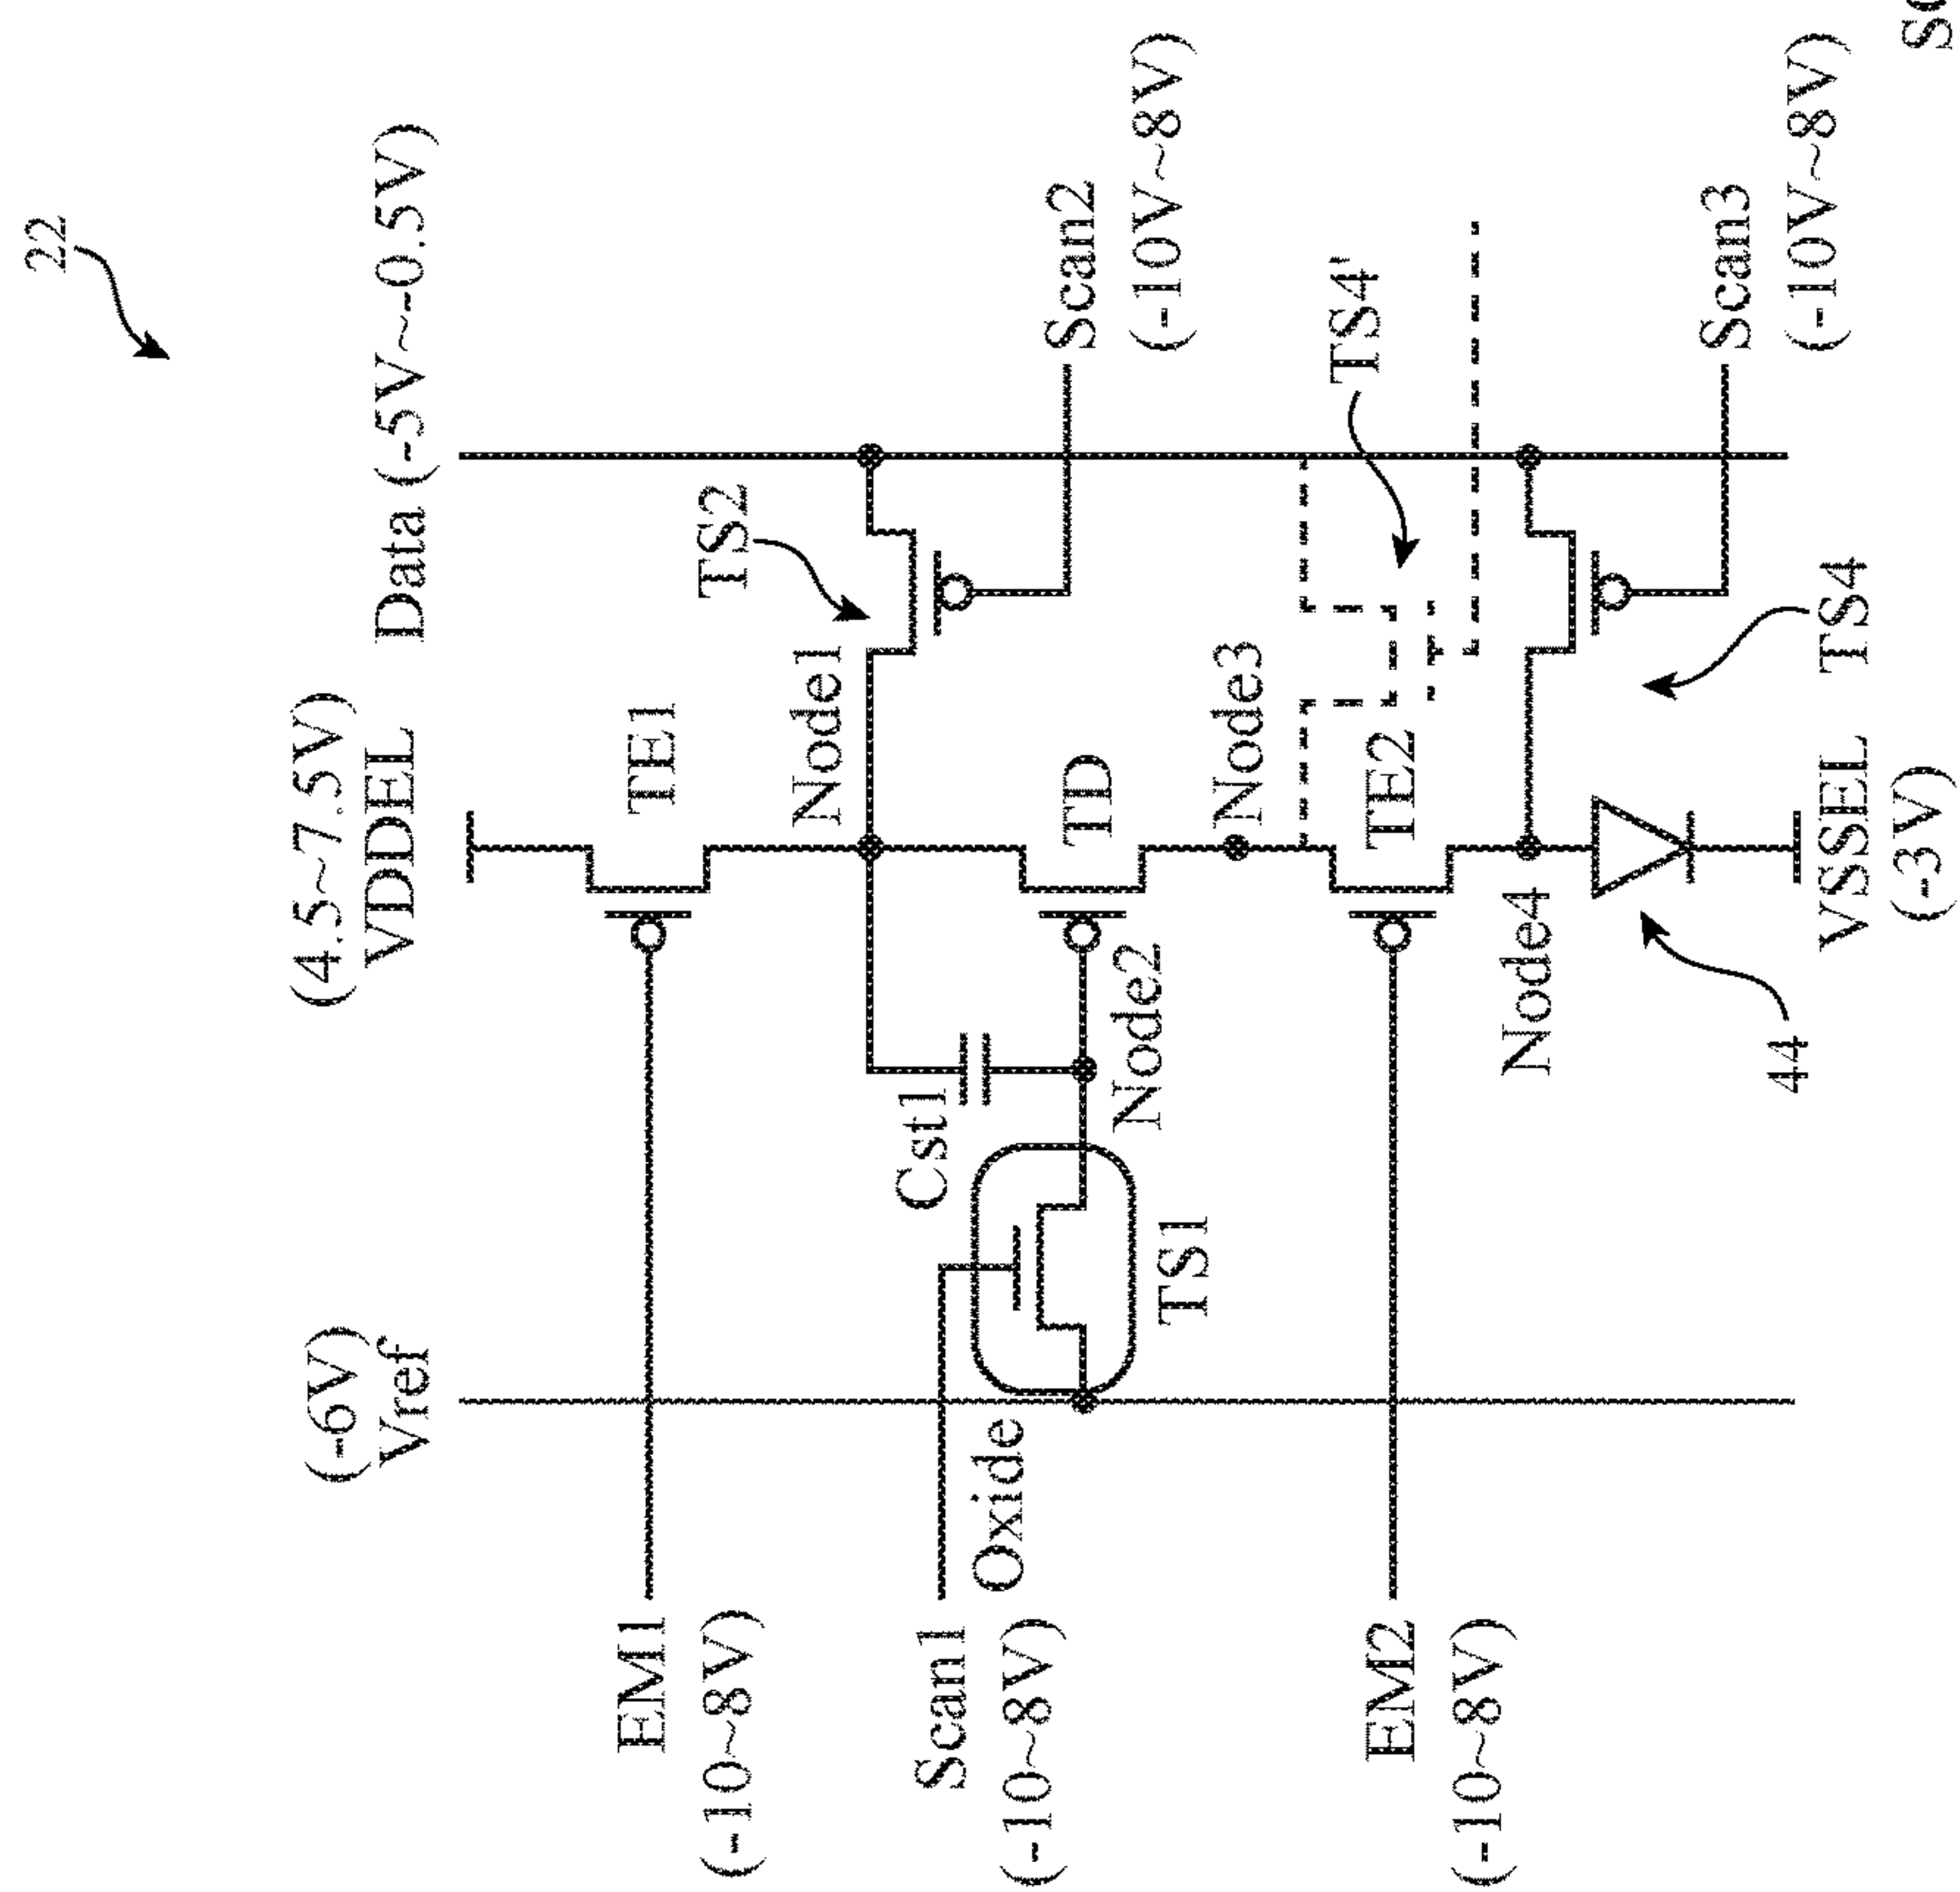 22
(4.5~7.5V)
VDDEL
Data (-5V~-0.5V)
(-6V)
Vref
EM1
(-10~8V)
TE1
TS2
Node1
Scan2
(-10V~8V)
Cst1
Scan1
(-10~8V)
Oxide
TD
Node2
TS1
Node3
TS4'
EM2
(-10~8V)
TE2
Node4
Scan3
(-10V~8V)
44
VSSEL
(-3V)
TS4